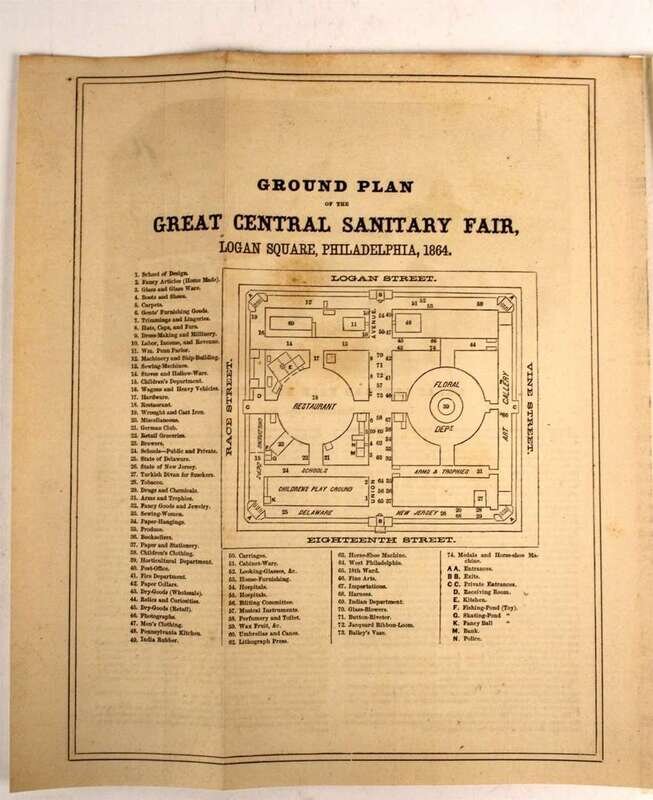 GROUND PLAN
OF THE
GREAT CENTRAL SANITARY FAIR,
LOGAN SQUARE, PHILADELPHIA, 1864.
1. School of Design.
2. Fancy Articles (Home Made).
3. Glass and Glass Ware.
4. Boots and Shoes.
5. Carpets.
6. Gents' Furnishing Goods.
7. Trimmings and Lingeries.
8. Hats, Caps, and Furs.
9. Dress-Making and Millinery.
10. Labor, Income, and Revenue.
11. Wm. Penn Parlor.
12. Machinery and Ship-Building.
13. Sewing-Machines.
14. Stoves and Hollow-Ware.
15. Children's Department.
16. Wagons and Heavy Vehicles.
17. Hardware.
18. Restaurant.
19. Wrought and Cast Iron.
20. Miscellaneous.
21. German Club.
22. Retail Groceries.
23. Brewers.
24. Schools—Public and Private.
25. State of Delaware.
26. State of New Jersey.
27. Turkish Divan for Smokers.
28. Tobacco.
29. Drugs and Chemicals.
31. Arms and Trophies.
32. Fancy Goods and Jewelry.
33. Sewing-Women.
34. Paper-Hangings.
35. Produce.
36. Booksellers.
37. Paper and Stationery.
38. Children's Clothing.
39. Horticultural Department.
40. Post-Office.
41. Fire Department.
42. Paper Collars.
43. Dry-Goods (Wholesale).
44. Relics and Curiosities.
45. Dry-Goods (Retail).
46. Photographs.
47. Men's Clothing.
48. Pennsylvania Kitchen.
49. India Rubber.
LOGAN STREET.
RACE STREET.
VINE STREET.
EIGHTEENTH STREET.
AVENUE
UNION
RESTAURANT
FLORAL
DEPT.
ART GALLERY
SCHOOLS
ARMS & TROPHIES
CHILDREN'S PLAY GROUND
DELAWARE
NEW JERSEY
50. Carriages.
51. Cabinet-Ware.
52. Looking-Glasses, &c.
53. House-Furnishing.
54. Hospitals.
55. Hospitals.
56. Billing Committee.
57. Musical Instruments.
58. Perfumery and Toilet.
59. Wax Fruit, &c.
60. Umbrellas and Canes.
62. Lithograph Press.
63. Horse-Shoe Machine.
64. West Philadelphia.
65. 19th Ward.
66. Fine Arts.
67. Importations.
68. Harness.
69. Indian Department.
70. Glass-Blowers.
71. Button-Riveter.
72. Jacquard Ribbon-Loom.
73. Bailey's Vase.
74. Medals and Horse-shoe Ma-
chine.
A A. Entrances.
B B. Exits.
C C. Private Entrances.
D. Receiving Room.
E. Kitchen.
F. Fishing-Pond (Toy).
G. Skating-Pond "
K. Fancy Ball "
M. Bank.
N. Police.